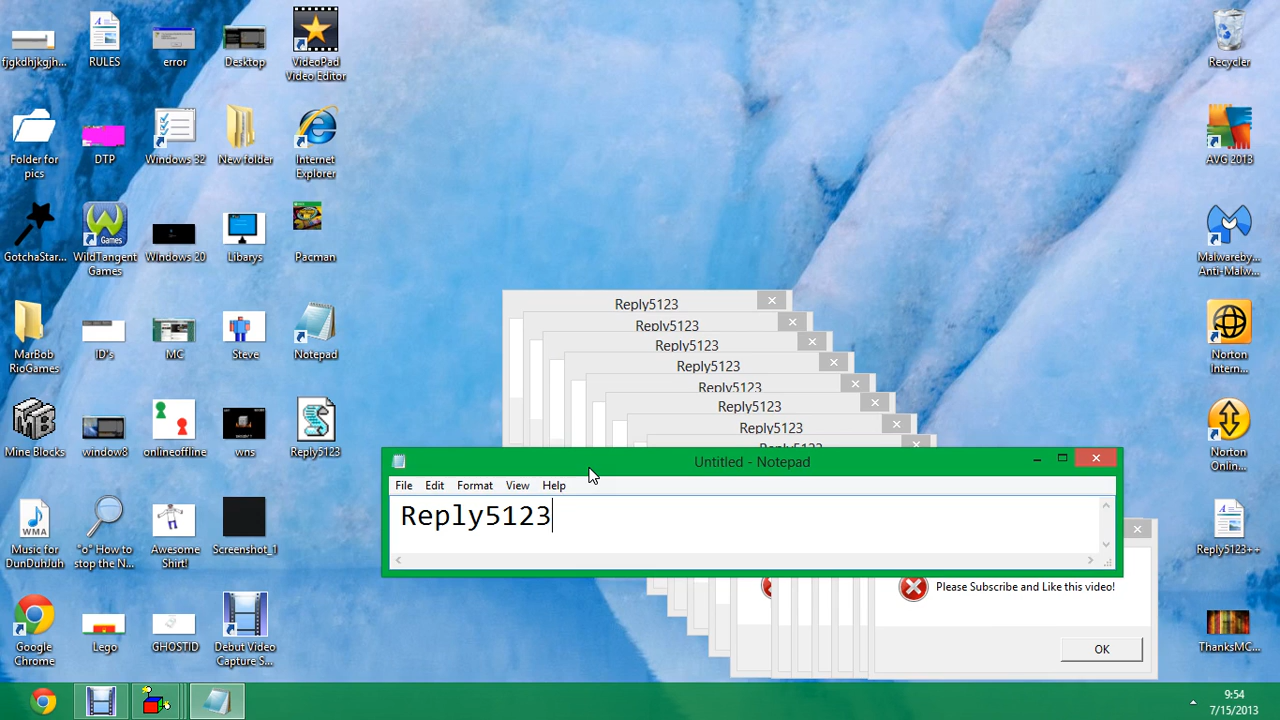 fjgkdhjkgjh...
RULES
error
Desktop
VideoPad
Video Editor
Recycler
Folder for
pics
DTP
Windows 32
New folder
Internet
Explorer
AVG 2013
GotchaStar...
WildTangent
Games
Windows 20
Libarys
Pacman
Malwareby...
Anti-Malw...
MarBob
RioGames
ID's
MC
Steve
Notepad
Norton
Intern...
Mine Blocks
window8
onlineoffline
wns
Reply5123
Norton
Onlin...
Music for
DunDuhJuh
"o" How to
stop the N...
Awesome
Shirt!
Screenshot_1
Reply5123++
Google
Chrome
Lego
GHOSTID
Debut Video
Capture S...
ThanksMC...
Reply5123
Reply5123
Reply5123
Reply5123
Reply5123
Reply5123
Reply5123
Reply5123
Untitled - Notepad
File Edit Format View Help
Reply5123
Please Subscribe and Like this video!
OK
9:54
7/15/2013